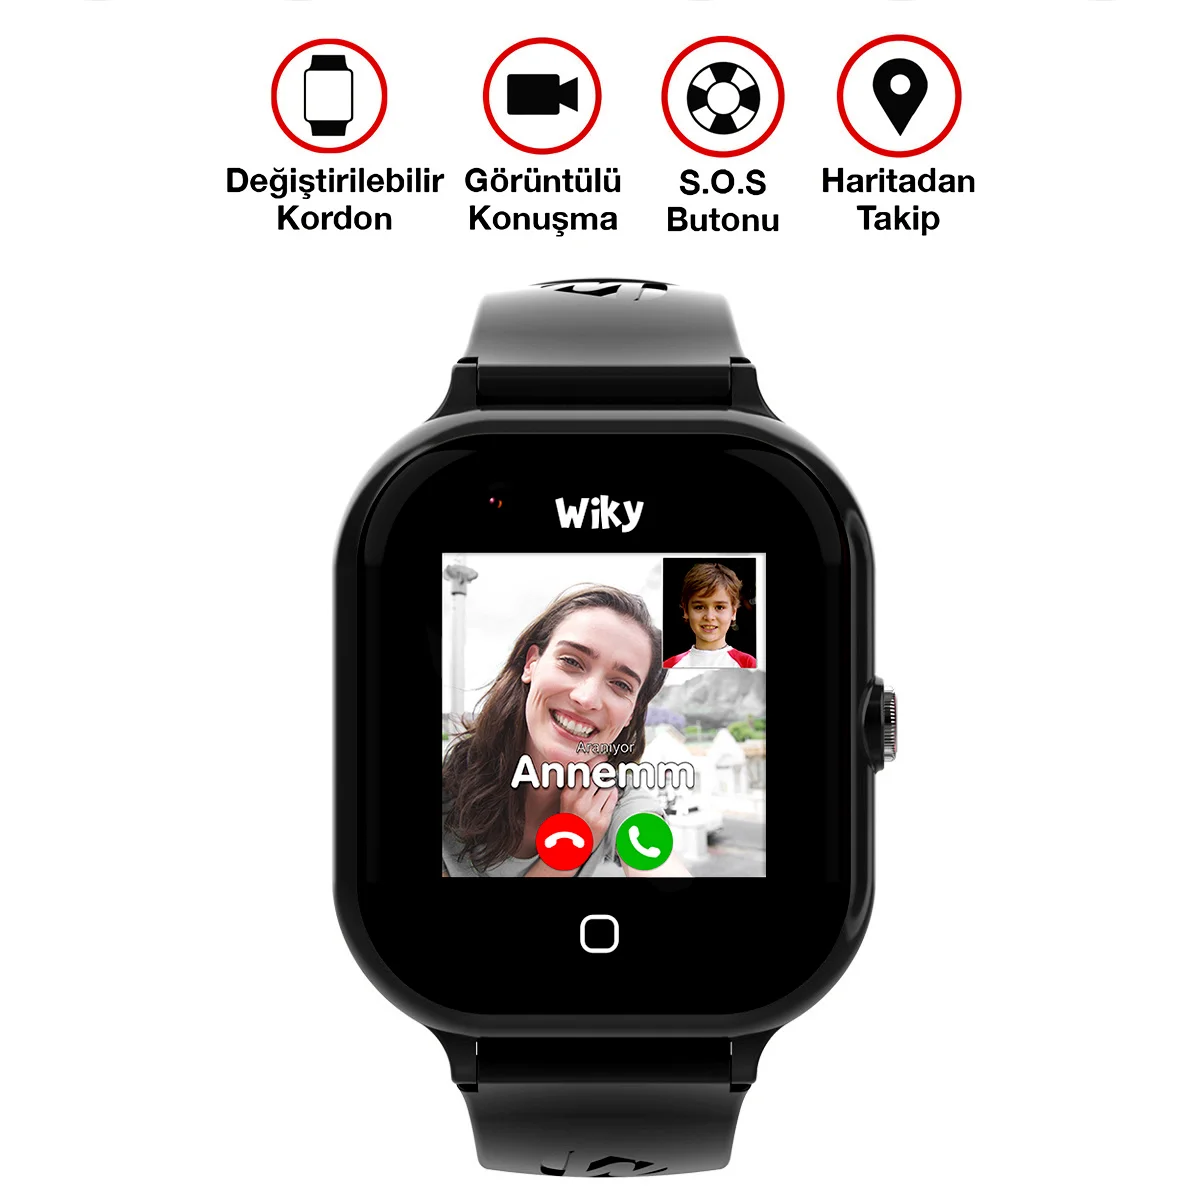 Değiştirilebilir
Kordon
Görüntülü
Konuşma
S.O.S
Butonu
Haritadan
Takip
Wiky
Aranıyor
Annemm